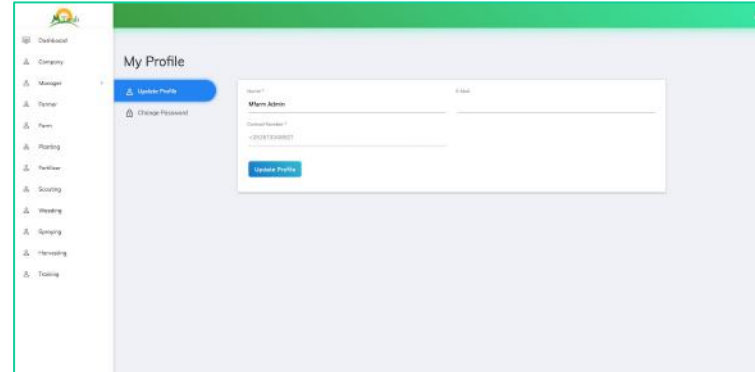 Dashboard
Company
Manager
Farmer
Farm
Planting
Fertilizer
Scouting
Weeding
Spraying
Harvesting
Training
My Profile
Update Profile
Change Password
Name *
Mfarm Admin
E-Mail
Contact Number *
Update Profile